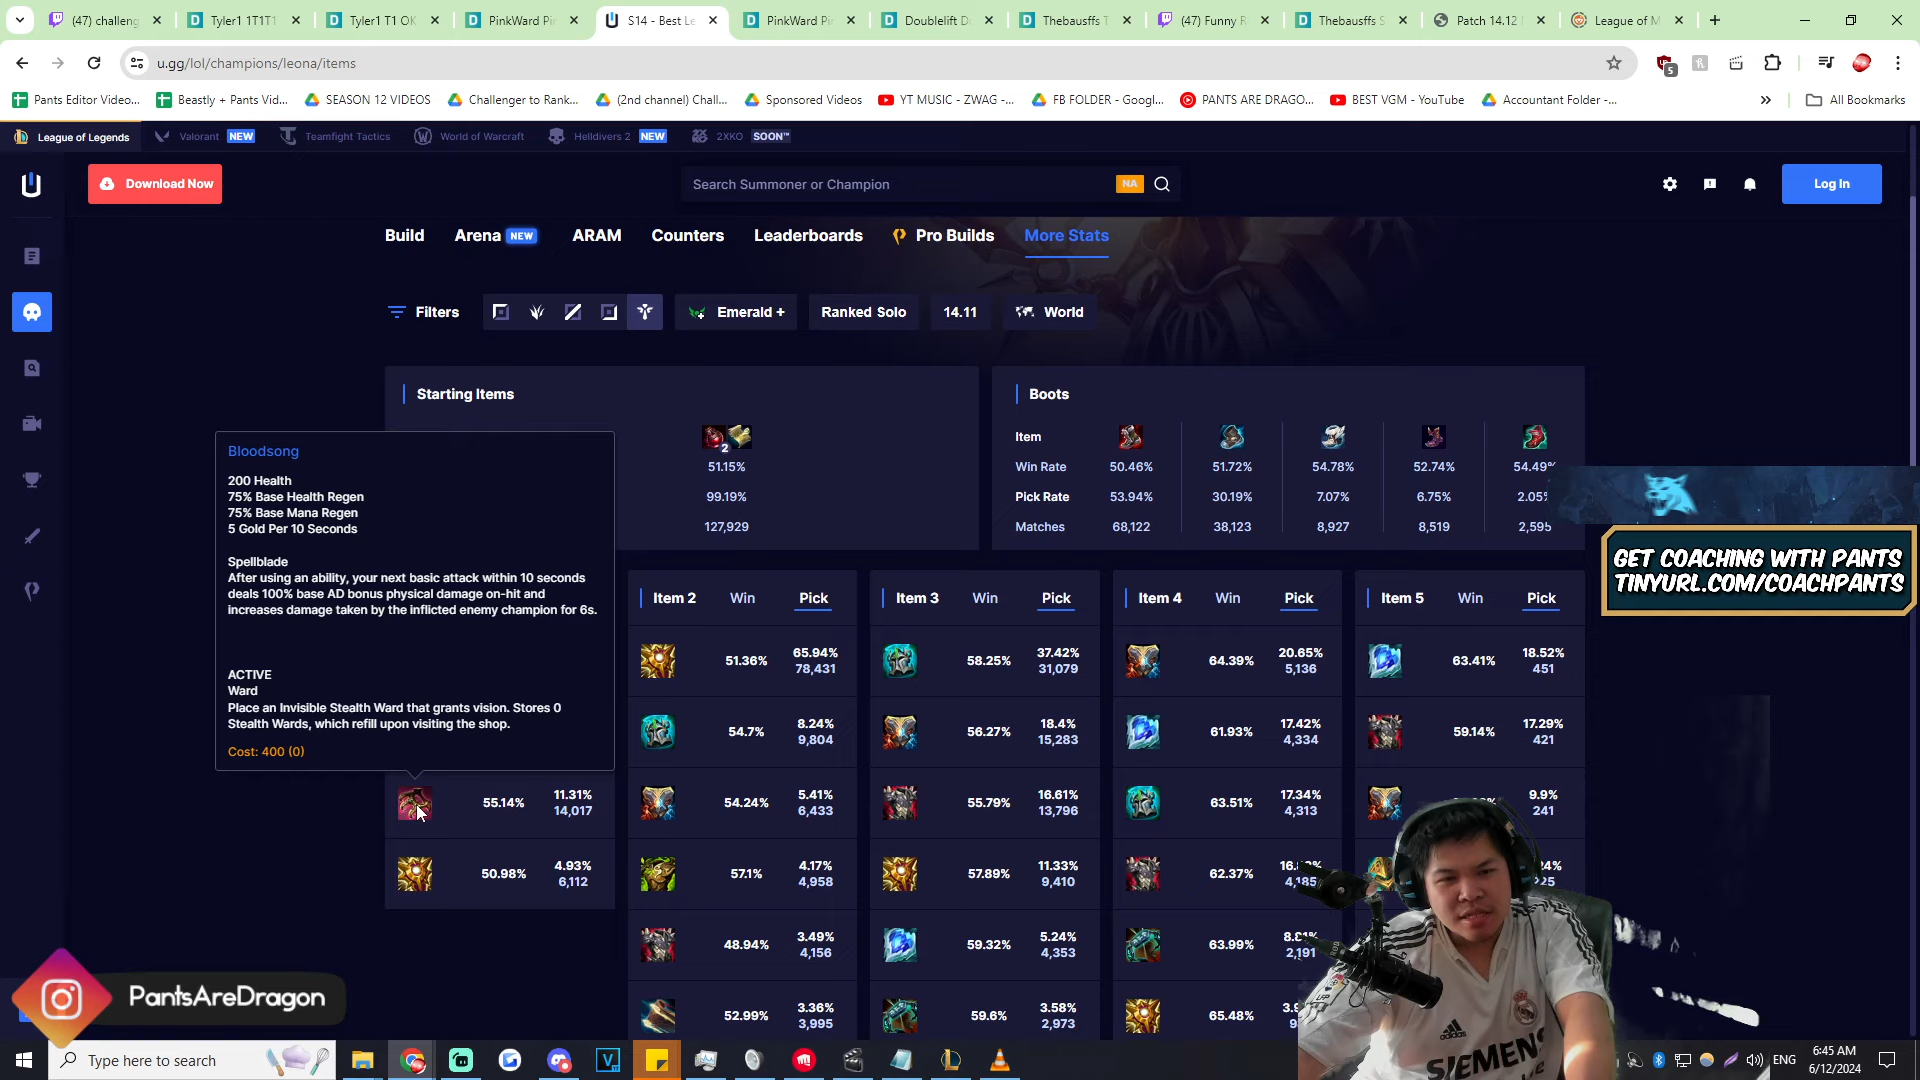 (47) challeng
Tyler1 1T1T1
Tyler1 T1 OK
PinkWard Pi
S14 - Best Le
PinkWard Pi
Doublelift D
Thebausffs T
(47) Funny R
Thebausffs S
Patch 14.12
League of M
u.gg/lol/champions/leona/items
5
Pants Editor Video...
Beastly + Pants Vid...
SEASON 12 VIDEOS
Challenger to Rank...
(2nd channel) Chall...
Sponsored Videos
YT MUSIC - ZWAG -...
FB FOLDER - Googl...
PANTS ARE DRAGO...
BEST VGM - YouTube
Accountant Folder -...
All Bookmarks
League of Legends
Valorant NEW
Teamfight Tactics
World of Warcraft
Helldivers 2 NEW
2XKO SOON™
Download Now
Search Summoner or Champion
NA
Log In
Build
Arena NEW
ARAM
Counters
Leaderboards
Pro Builds
More Stats
Filters
Emerald +
Ranked Solo
14.11
World
Starting Items
2
51.15%
99.19%
127,929
Boots
Item
Win Rate 50.46% 51.72% 54.78% 52.74% 54.49%
Pick Rate 53.94% 30.19% 7.07% 6.75% 2.05%
Matches 68,122 38,123 8,927 8,519 2,595
Bloodsong
200 Health
75% Base Health Regen
75% Base Mana Regen
5 Gold Per 10 Seconds
Spellblade
After using an ability, your next basic attack within 10 seconds
deals 100% base AD bonus physical damage on-hit and
increases damage taken by the inflicted enemy champion for 6s.
ACTIVE
Ward
Place an Invisible Stealth Ward that grants vision. Stores 0
Stealth Wards, which refill upon visiting the shop.
Cost: 400 (0)
55.14% 11.31%
14,017
50.98% 4.93%
6,112
Item 2 Win Pick
51.36% 65.94%
78,431
54.7% 8.24%
9,804
54.24% 5.41%
6,433
57.1% 4.17%
4,958
48.94% 3.49%
4,156
52.99% 3.36%
3,995
Item 3 Win Pick
58.25% 37.42%
31,079
56.27% 18.4%
15,283
55.79% 16.61%
13,796
57.89% 11.33%
9,410
59.32% 5.24%
4,353
59.6% 3.58%
2,973
Item 4 Win Pick
64.39% 20.65%
5,136
61.93% 17.42%
4,334
63.51% 17.34%
4,313
62.37%
4,185
63.99%
2,191
65.48%
Item 5 Win Pick
63.41% 18.52%
451
59.14% 17.29%
421
9.9%
241
GET COACHING WITH PANTS
TINYURL.COM/COACHPANTS
PantsAreDragon
adidas
SIEMENS
Type here to search
ENG
6:45 AM
6/12/2024